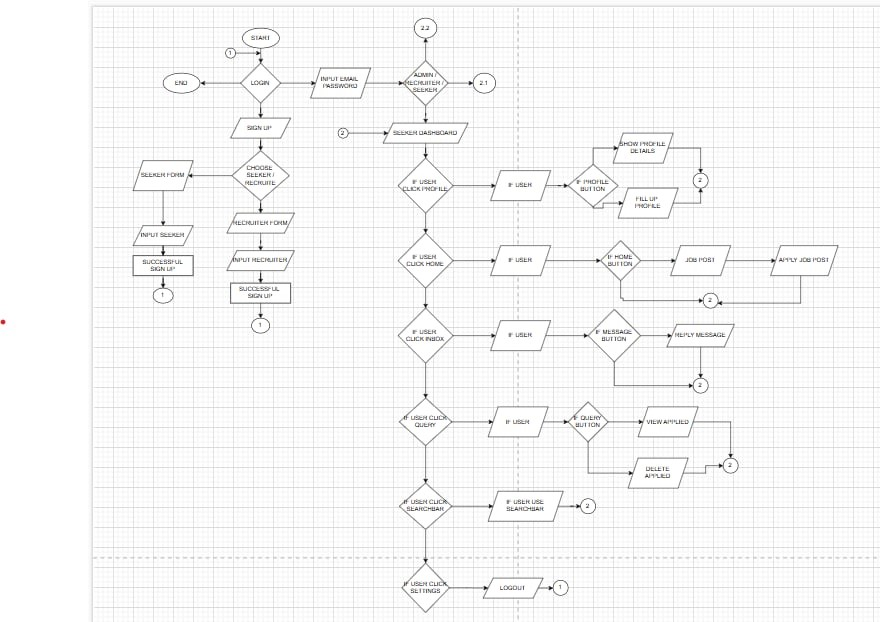 START
1
LOGIN
END
INPUT EMAIL
PASSWORD
ADMIN /
RECRUITER /
SEEKER
2.2
2.1
SIGN UP
CHOOSE
SEEKER /
RECRUITE
SEEKER FORM
INPUT SEEKER
SUCCESSFUL
SIGN UP
1
RECRUITER FORM
INPUT RECRUITER
SUCCESSFUL
SIGN UP
1
2
SEEKER DASHBOARD
IF USER
CLICK PROFILE
IF USER
IF PROFILE
BUTTON
SHOW PROFILE
DETAILS
FILL UP
PROFILE
2
IF USER
CLICK HOME
IF USER
IF HOME
BUTTON
JOB POST
APPLY JOB POST
2
IF USER
CLICK INBOX
IF USER
IF MESSAGE
BUTTON
REPLY MESSAGE
2
IF USER CLICK
QUERY
IF USER
IF QUERY
BUTTON
VIEW APPLIED
DELETE
APPLIED
2
IF USER CLICK
SEARCHBAR
IF USER USE
SEARCHBAR
2
IF USER CLICK
SETTINGS
LOGOUT
1